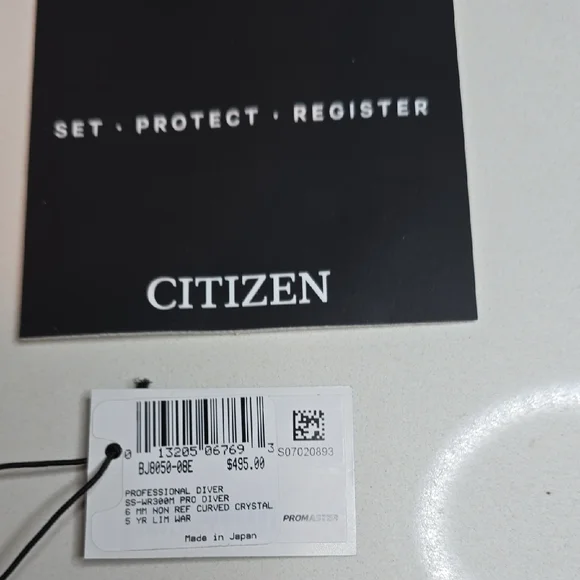 SET · PROTECT · REGISTER
CITIZEN
0 13205 06769 3
S07020893
BJ8050-08E $495.00
PROFESSIONAL DIVER
SS-WR300M PRO DIVER
6 MM NON REF CURVED CRYSTAL
5 YR LIM WAR
PROMASTER
Made in Japan